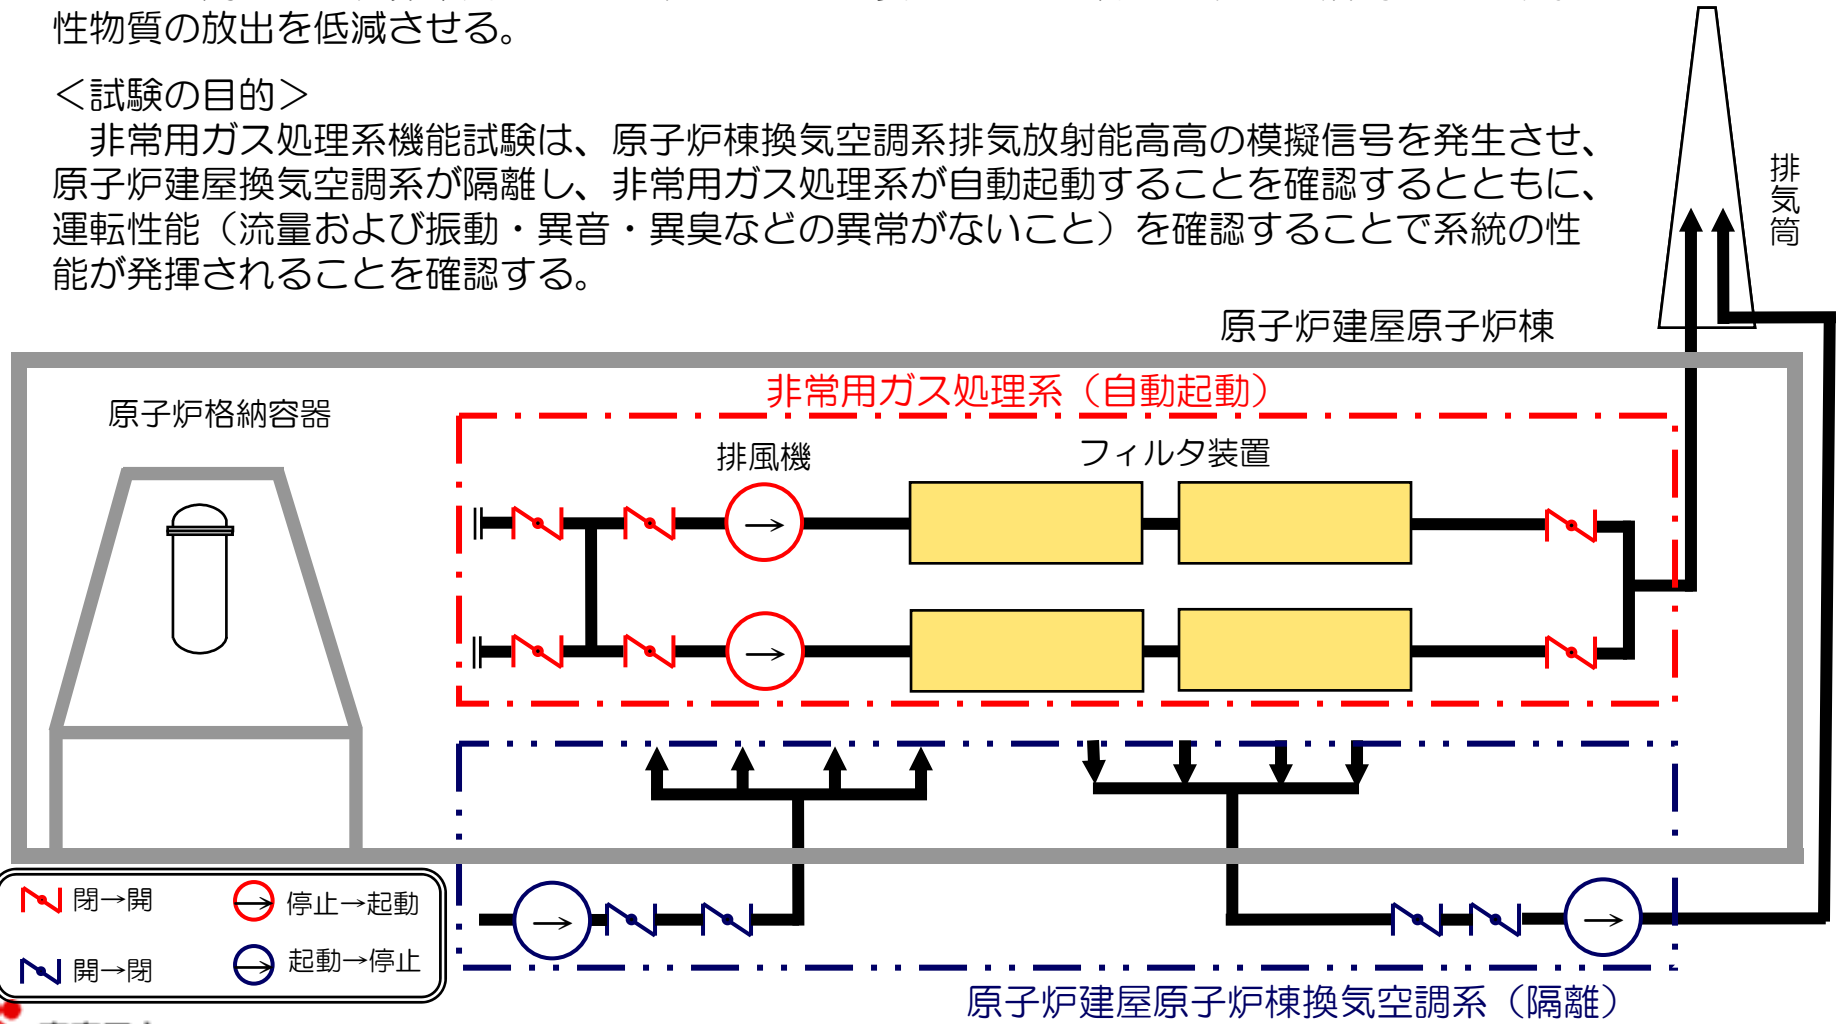 性物質の放出を低減させる。
＜試験の目的＞
非常用ガス処理系機能試験は、原子炉棟換気空調系排気放射能高高の模擬信号を発生させ、
原子炉建屋換気空調系が隔離し、非常用ガス処理系が自動起動することを確認するとともに、
運転性能（流量および振動・異音・異臭などの異常がないこと）を確認することで系統の性
能が発揮されることを確認する。
排気筒
原子炉建屋原子炉棟
非常用ガス処理系（自動起動）
原子炉格納容器
排風機
フィルタ装置
閉→開
停止→起動
開→閉
起動→停止
原子炉建屋原子炉棟換気空調系（隔離）